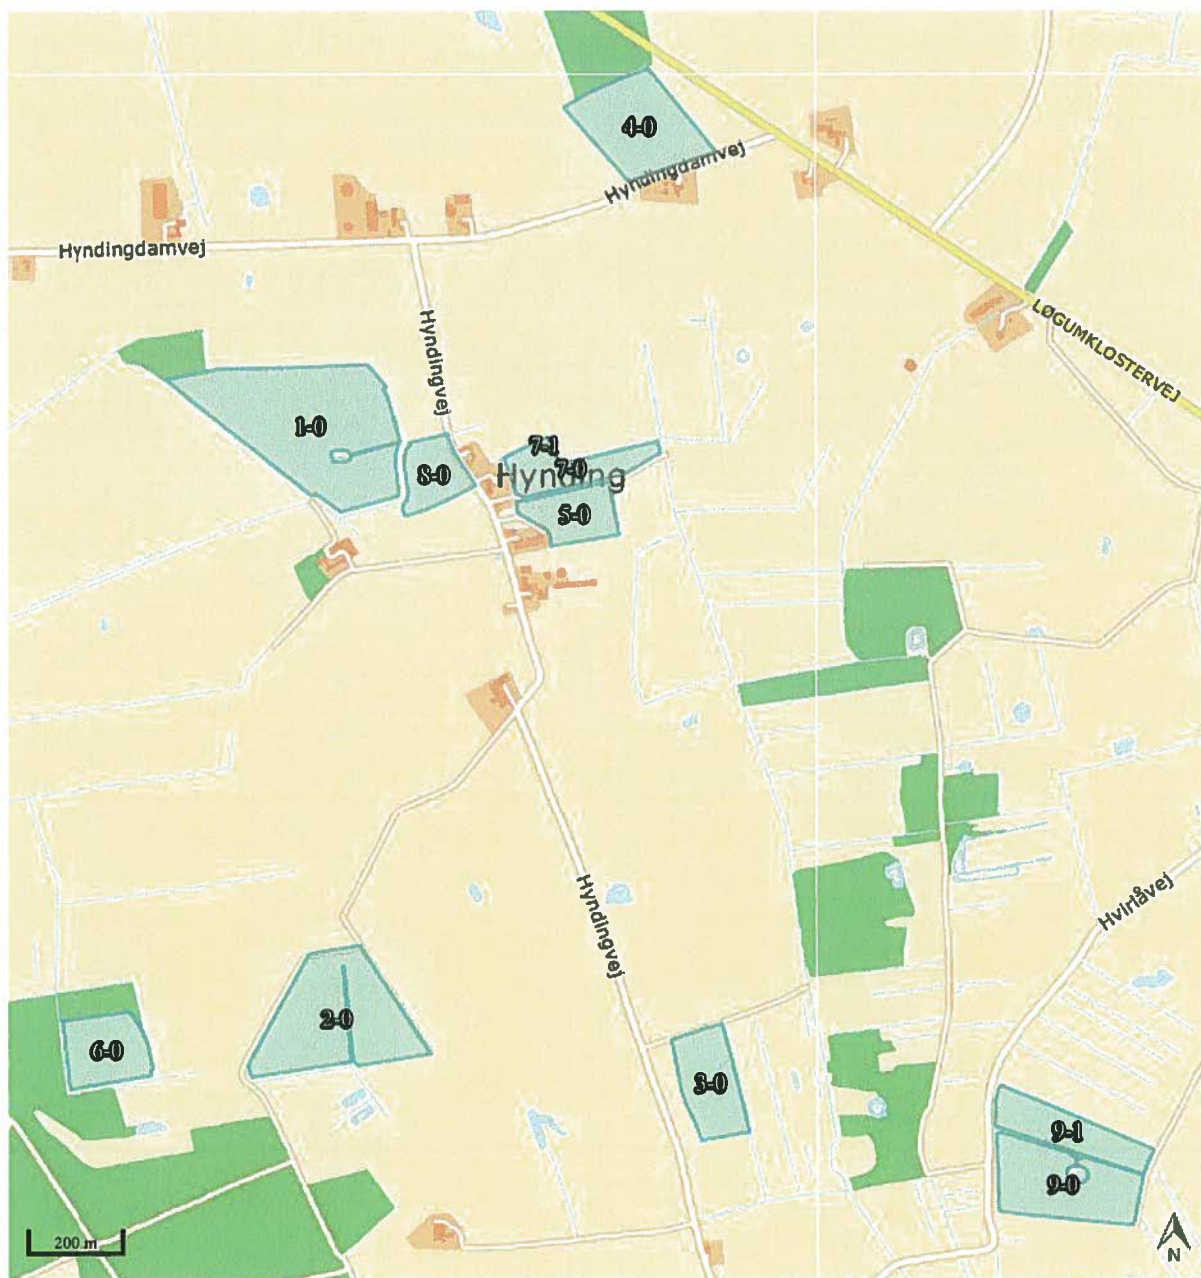 4-0
Hyndingdamvej
Hyndingdamvej
LØGUMKLOSTERVEJ
Hyndingvej
1-0
7-1
8-0
7-0
Hynding
5-0
Hyndingvej
Hvirlåvej
2-0
6-0
3-0
9-1
9-0
200 m
N